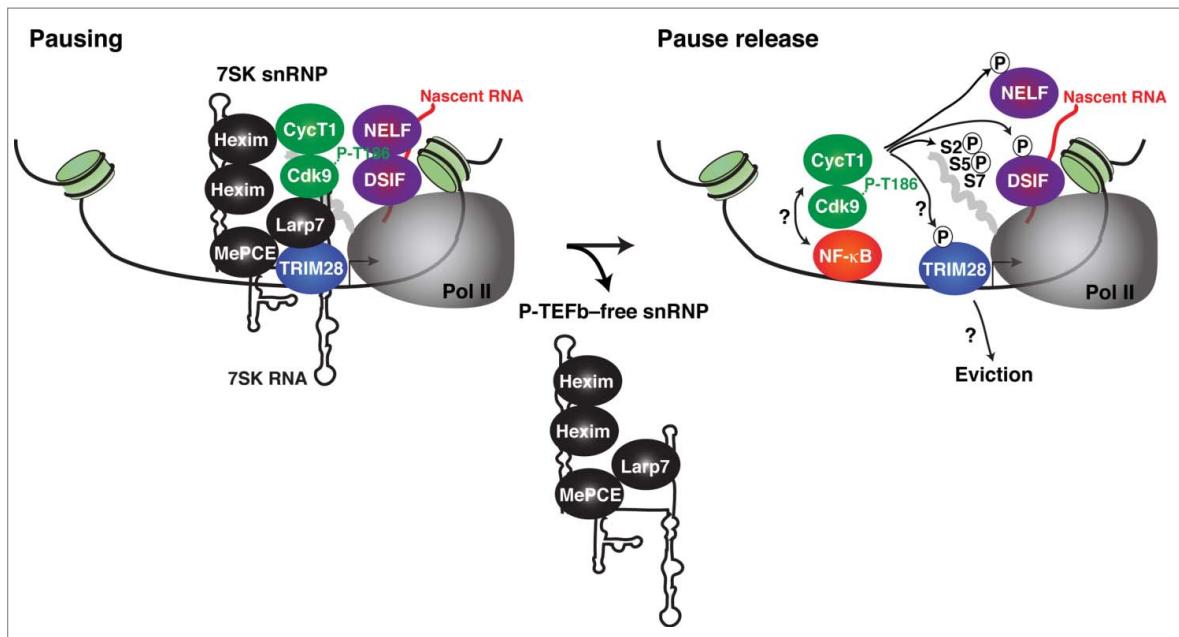 Pausing
7SK snRNP
Nascent RNA
Hexim
CycT1
NELF
P-T186
Hexim
Cdk9
DSIF
Larp7
MePCE
TRIM28
Pol II
7SK RNA
P-TEFb–free snRNP
Hexim
Hexim
Larp7
MePCE
Pause release
P
NELF
Nascent RNA
CycT1
S2 P
P
S5 P
S7
DSIF
P-T186
?
Cdk9
?
P
NF-κB
TRIM28
Pol II
?
Eviction